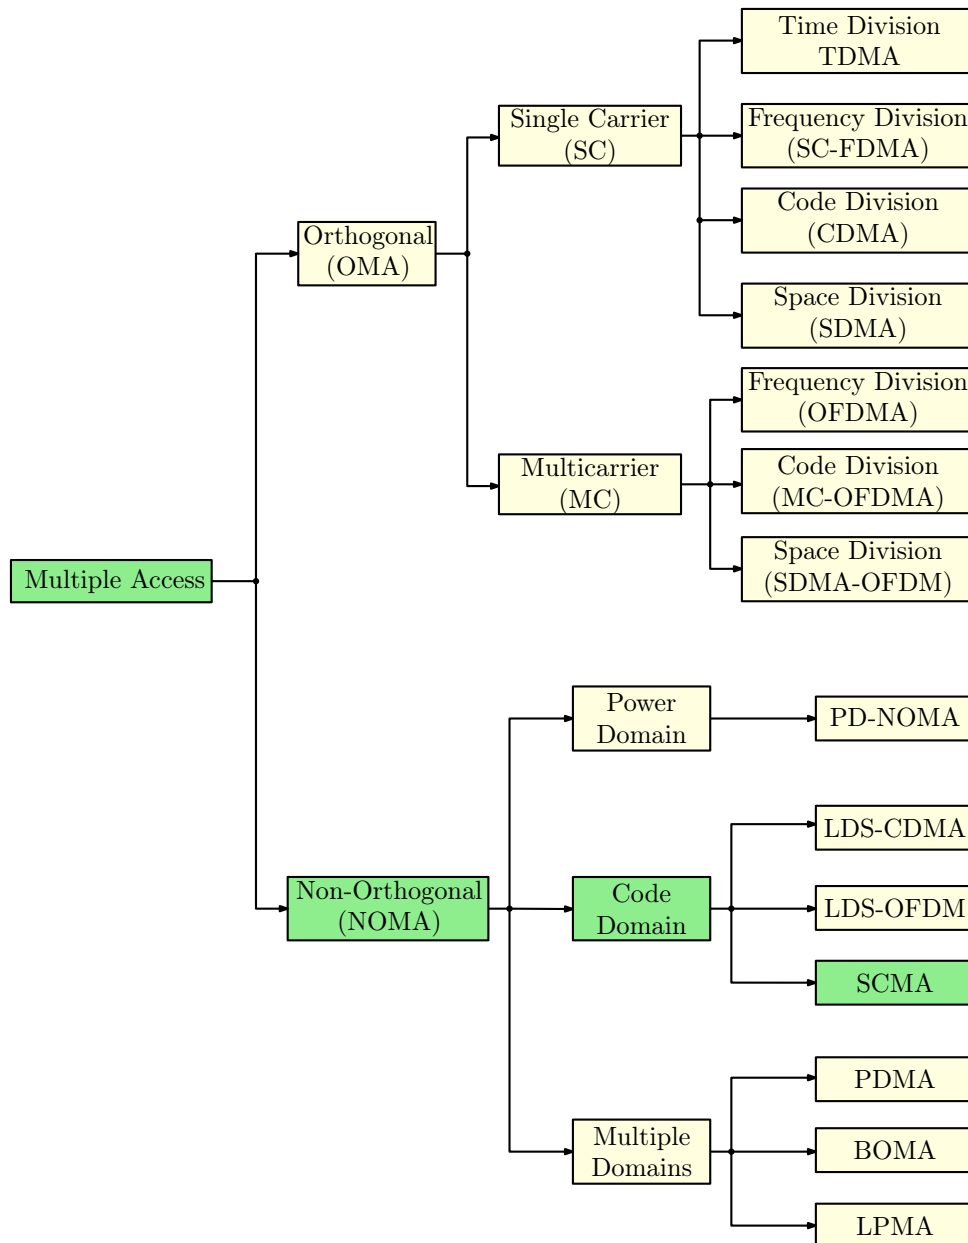 Time Division
TDMA
Single Carrier
(SC)
Frequency Division
(SC-FDMA)
Code Division
(CDMA)
Orthogonal
(OMA)
Space Division
(SDMA)
Frequency Division
(OFDMA)
Multicarrier
(MC)
Code Division
(MC-OFDMA)
Space Division
(SDMA-OFDM)
Multiple Access
Power
Domain
PD-NOMA
LDS-CDMA
Non-Orthogonal
(NOMA)
Code
Domain
LDS-OFDM
SCMA
PDMA
Multiple
Domains
BOMA
LPMA